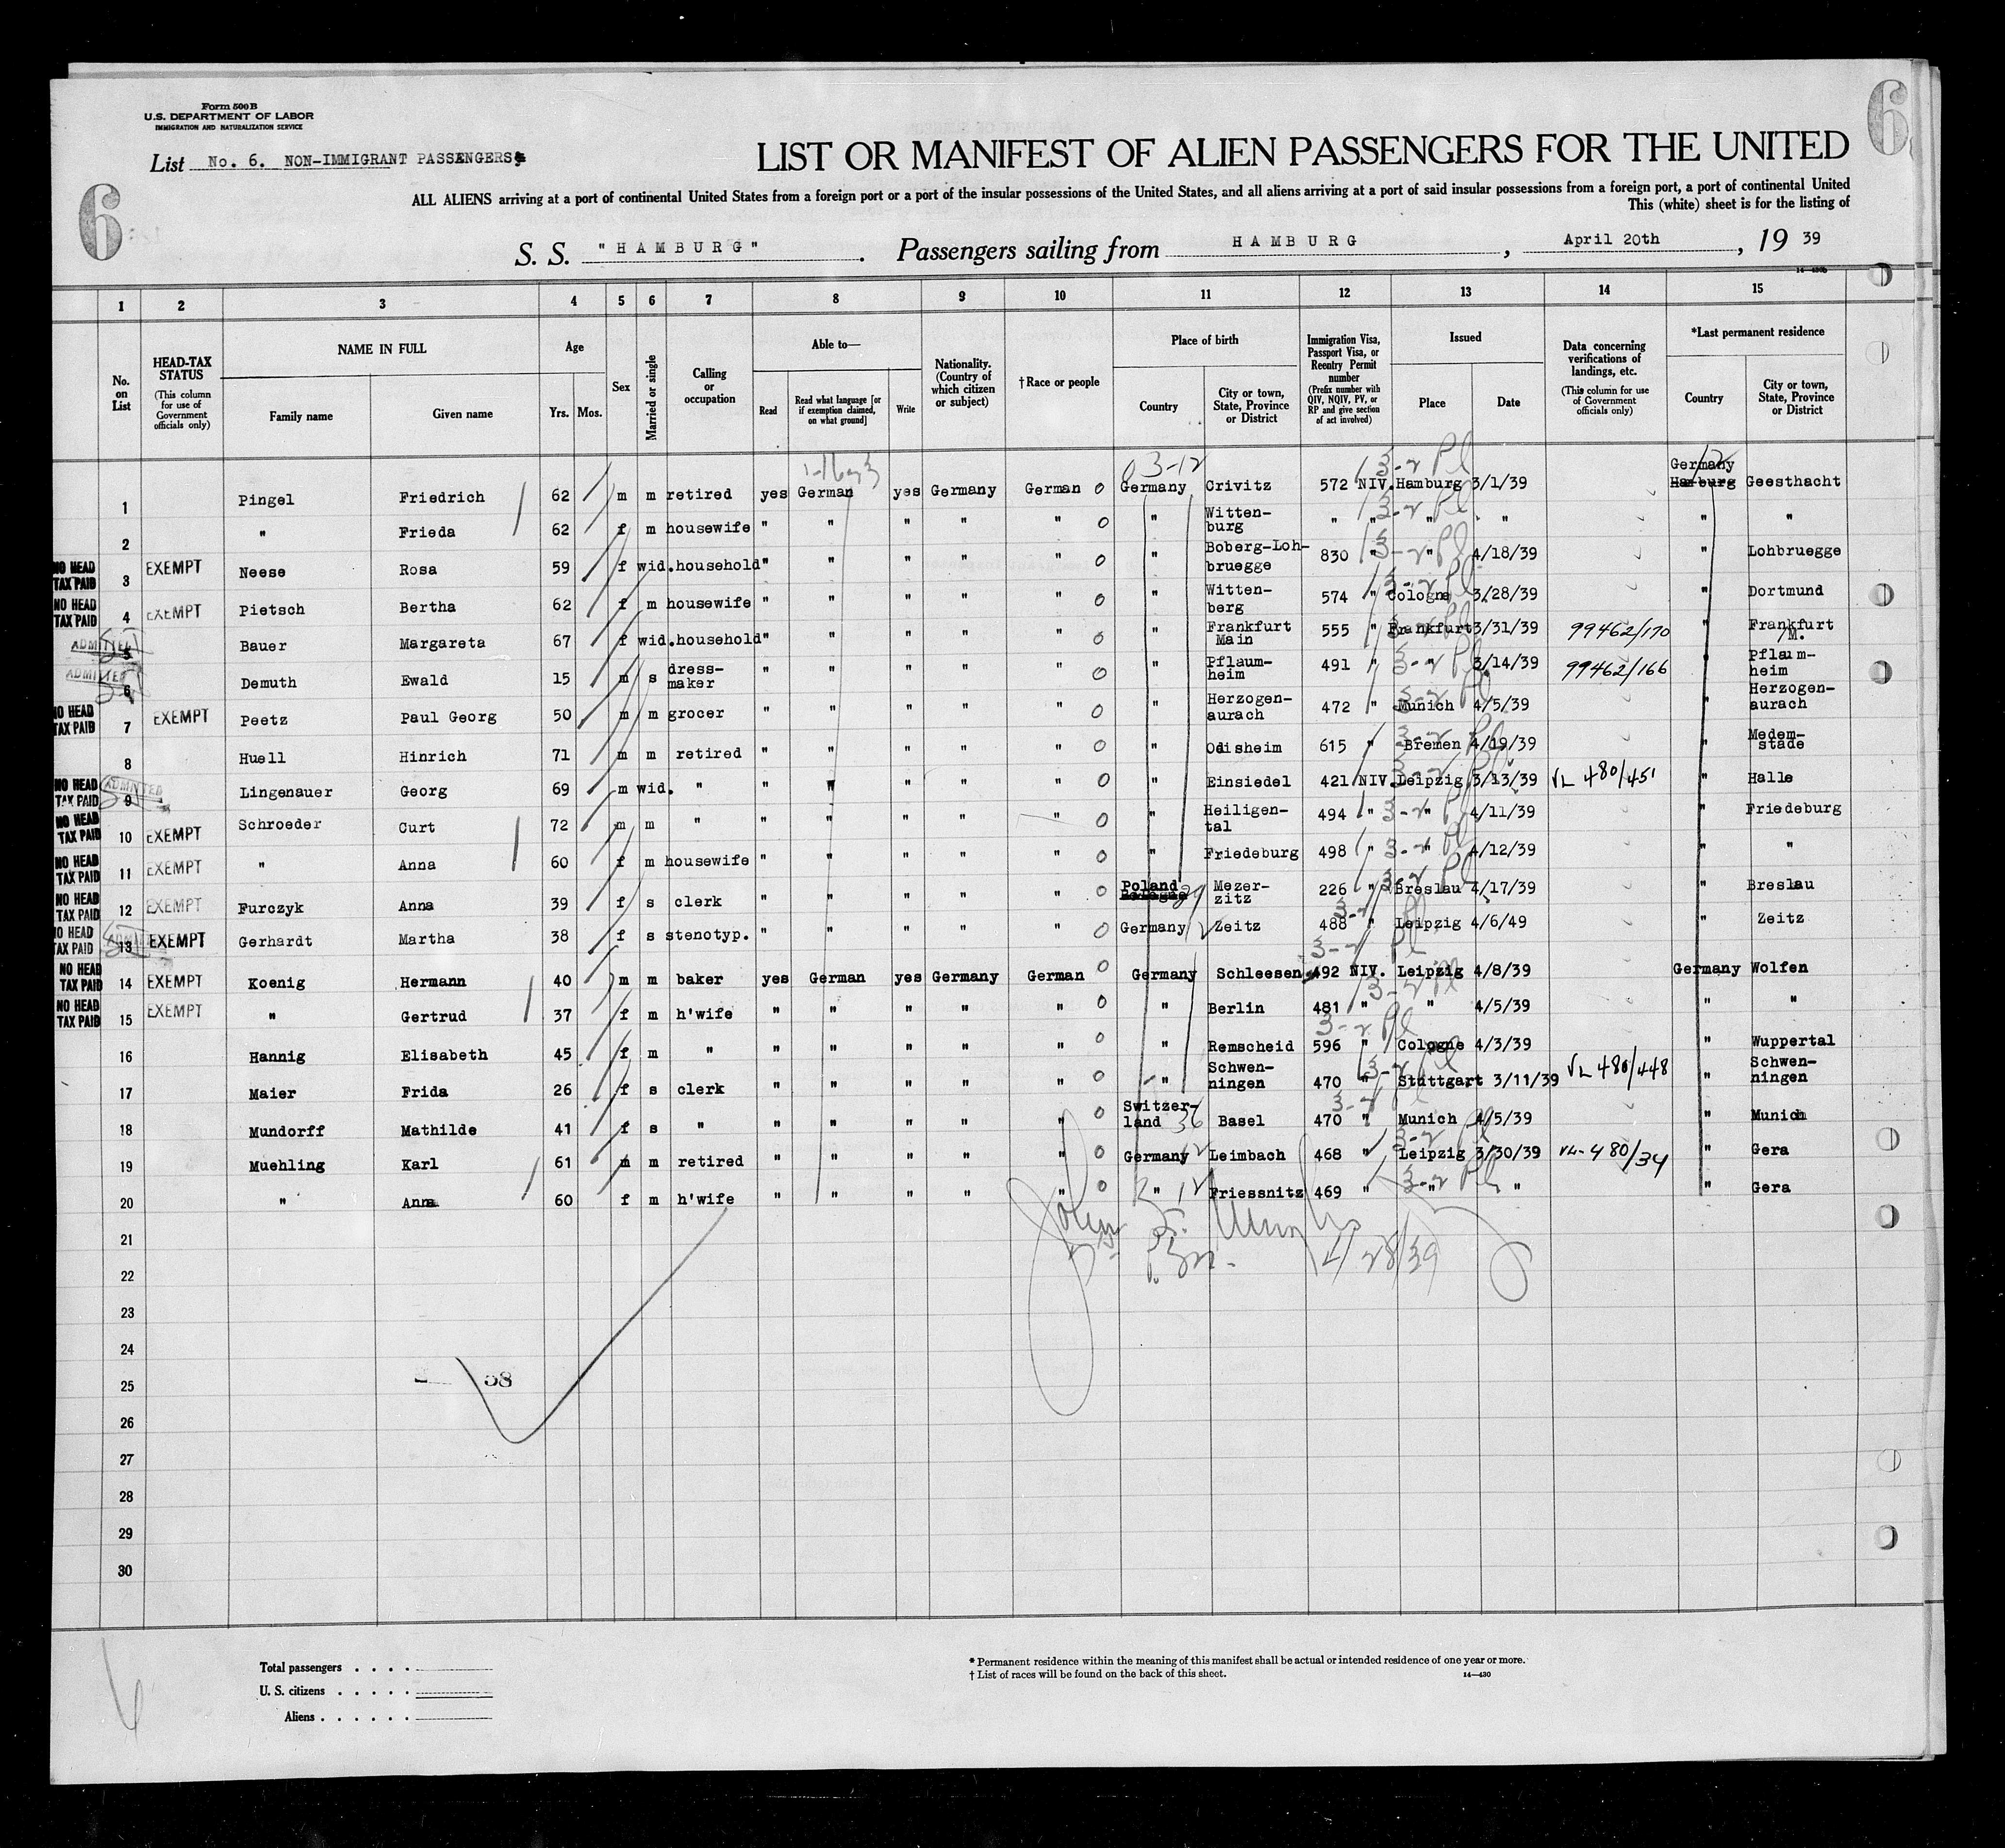 Form 500B
U.S. DEPARTMENT OF LABOR
IMMIGRATION AND NATURALIZATION SERVICE
List No. 6. NON-IMMIGRANT PASSENGERS
6
6
LIST OR MANIFEST OF ALIEN PASSENGERS FOR THE UNITED
ALL ALIENS arriving at a port of continental United States from a foreign port or a port of the insular possessions of the United States, and all aliens arriving at a port of said insular possessions from a foreign port, a port of continental United
This (white) sheet is for the listing of
S. S. "HAMBURG". Passengers sailing from HAMBURG, April 20th, 19 39
14—430b
1 2 3 4 5 6 7 8 9 10 11 12 13 14 15
No. on List
HEAD-TAX STATUS (This column for use of Government officials only)
NAME IN FULL
Family name Given name
Age
Yrs. Mos.
Sex
Married or single
Calling or occupation
Able to—
Read Read what language [or if exemption claimed, on what ground] Write
Nationality. (Country of which citizen or subject)
†Race or people
Place of birth
Country City or town, State, Province or District
Immigration Visa, Passport Visa, or Reentry Permit number (Prefix number with QIV, NQIV, PV, or RP and give section of act involved)
Issued
Place Date
Data concerning verifications of landings, etc. (This column for use of Government officials only)
*Last permanent residence
Country City or town, State, Province or District
1 Pingel Friedrich 62 m m retired yes German yes Germany German Germany Crivitz 572 NIV. Hamburg 3/1/39 Germany Hamburg Geesthacht
2 " Frieda 62 f m housewife " " " " " " Witten-burg " " " " " "
NO HEAD TAX PAID 3 EXEMPT Neese Rosa 59 f wid. household " " " " " " Boberg-Loh-bruegge 830 " " 4/18/39 " Lohbruegge
NO HEAD TAX PAID 4 EXEMPT Pietsch Bertha 62 f m housewife " " " " " " Witten-berg 574 " Cologne 3/28/39 " Dortmund
ADMITTED 5 Bauer Margareta 67 f wid. household " " " " " " Frankfurt Main 555 " Frankfurt 3/31/39 99462/170 " Frankfurt /M.
ADMITTED 6 Demuth Ewald 15 m s dress-maker " " " " " " Pflaum-heim 491 " " 3/14/39 99462/166 " Pflaum-heim
NO HEAD TAX PAID 7 EXEMPT Peetz Paul Georg 50 m m grocer " " " " " " Herzogen-aurach 472 " Munich 4/5/39 " Herzogen-aurach
8 Huell Hinrich 71 m m retired " " " " " " Odisheim 615 " Bremen 4/19/39 " Medem-stade
NO HEAD TAX PAID ADMITTED 9 Lingenauer Georg 69 m wid. " " " " " " " Einsiedel 421 NIV. Leipzig 3/13/39 VL 480/451 " Halle
NO HEAD TAX PAID 10 EXEMPT Schroeder Curt 72 m m " " " " " " " Heiligen-tal 494 " " 4/11/39 " Friedeburg
NO HEAD TAX PAID 11 EXEMPT " Anna 60 f m housewife " " " " " " Friedeburg 498 " " 4/12/39 " "
NO HEAD TAX PAID 12 EXEMPT Furczyk Anna 39 f s clerk " " " " " Poland Mezer-zitz 226 " Breslau 4/17/39 " Breslau
NO HEAD TAX PAID 13 EXEMPT Gerhardt Martha 38 f s stenotyp. " " " " " Germany Zeitz 488 " Leipzig 4/6/49 " Zeitz
NO HEAD TAX PAID 14 EXEMPT Koenig Hermann 40 m m baker yes German yes Germany German Germany Schleesen 492 NIV. Leipzig 4/8/39 Germany Wolfen
NO HEAD TAX PAID 15 EXEMPT " Gertrud 37 f m h'wife " " " " " " Berlin 481 " " 4/5/39 " "
16 Hannig Elisabeth 45 f m " " " " " " " Remscheid 596 " Cologne 4/3/39 " Wuppertal
17 Maier Frida 26 f s clerk " " " " " " Schwen-ningen 470 " Stuttgart 3/11/39 VL 480/448 " Schwen-ningen
18 Mundorff Mathilde 41 f s " " " " " " Switzer-land 36 Basel 470 " Munich 4/5/39 " Munich
19 Muehling Karl 61 m m retired " " " " " Germany Leimbach 468 " Leipzig 3/30/39 VL-480/34 " Gera
20 " Anna 60 f m h'wife " " " " " " Friessnitz 469 " " " " Gera
21
22
4/28/39
23
24
25
58
26
27
28
29
30
Total passengers . . . .
U. S. citizens . . . . .
Aliens . . . . . .
* Permanent residence within the meaning of this manifest shall be actual or intended residence of one year or more.
† List of races will be found on the back of this sheet. 14—430